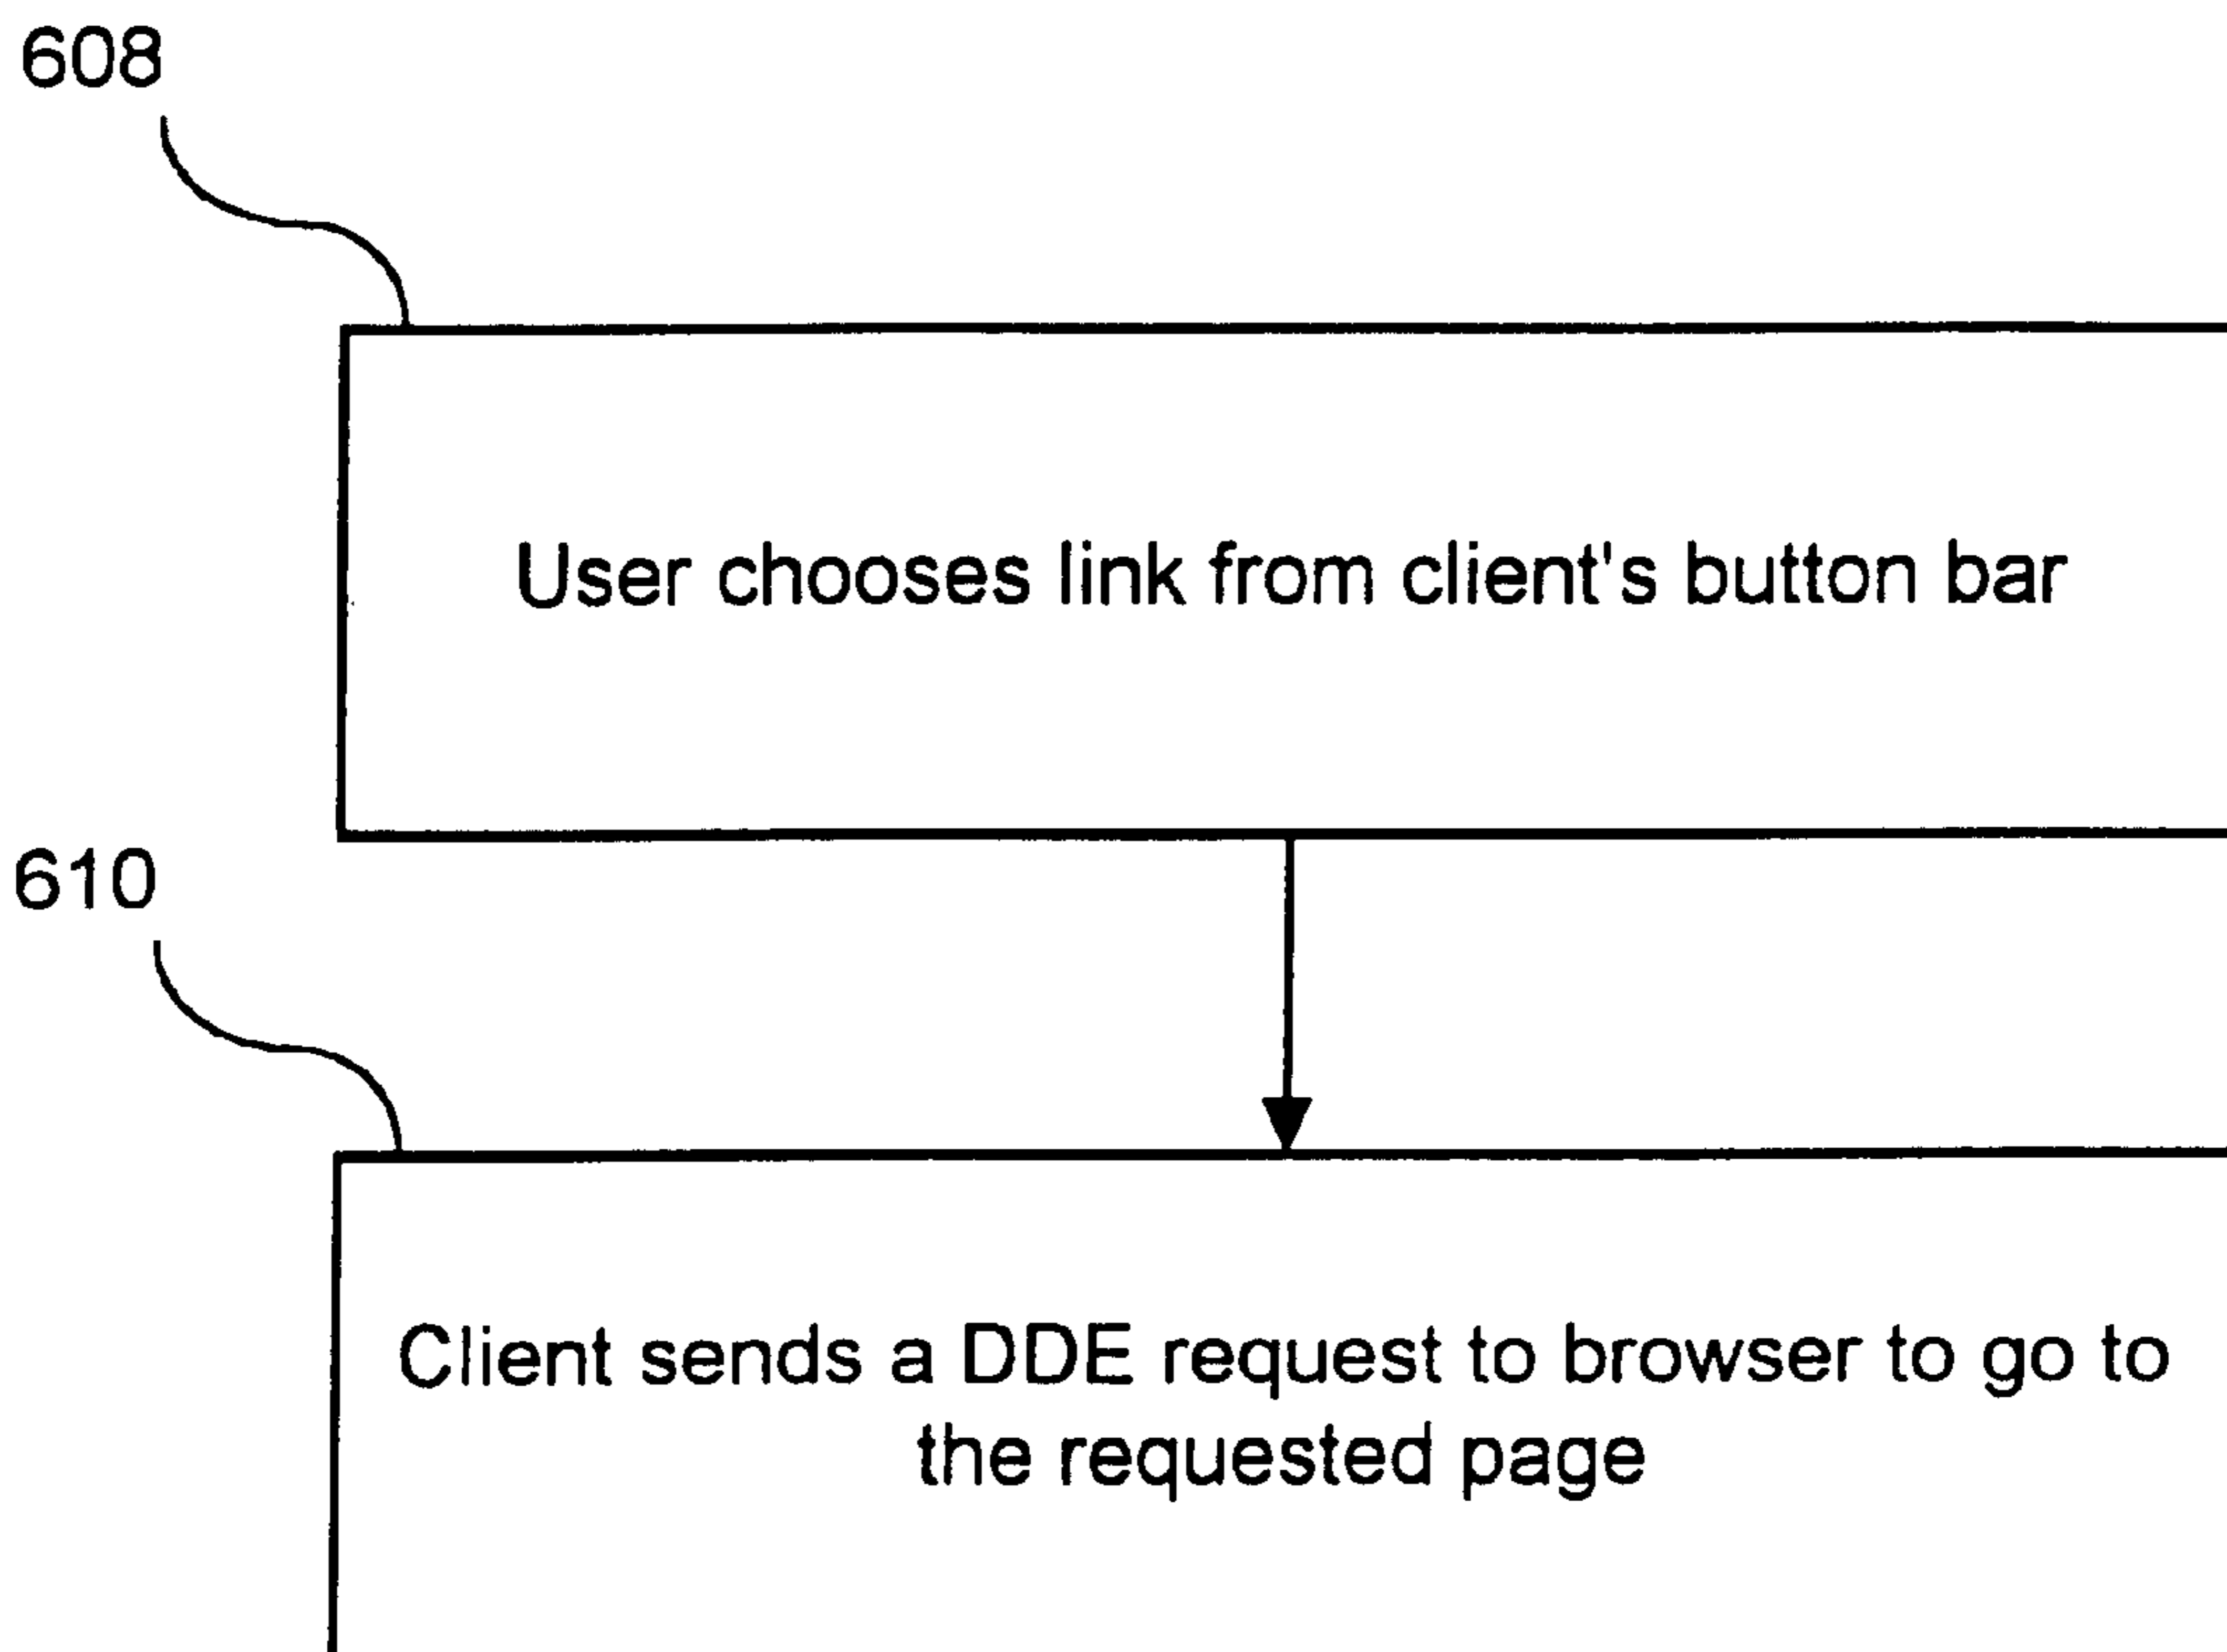 608
User chooses link from client's button bar
610
Client sends a DDE request to browser to go to
the requested page